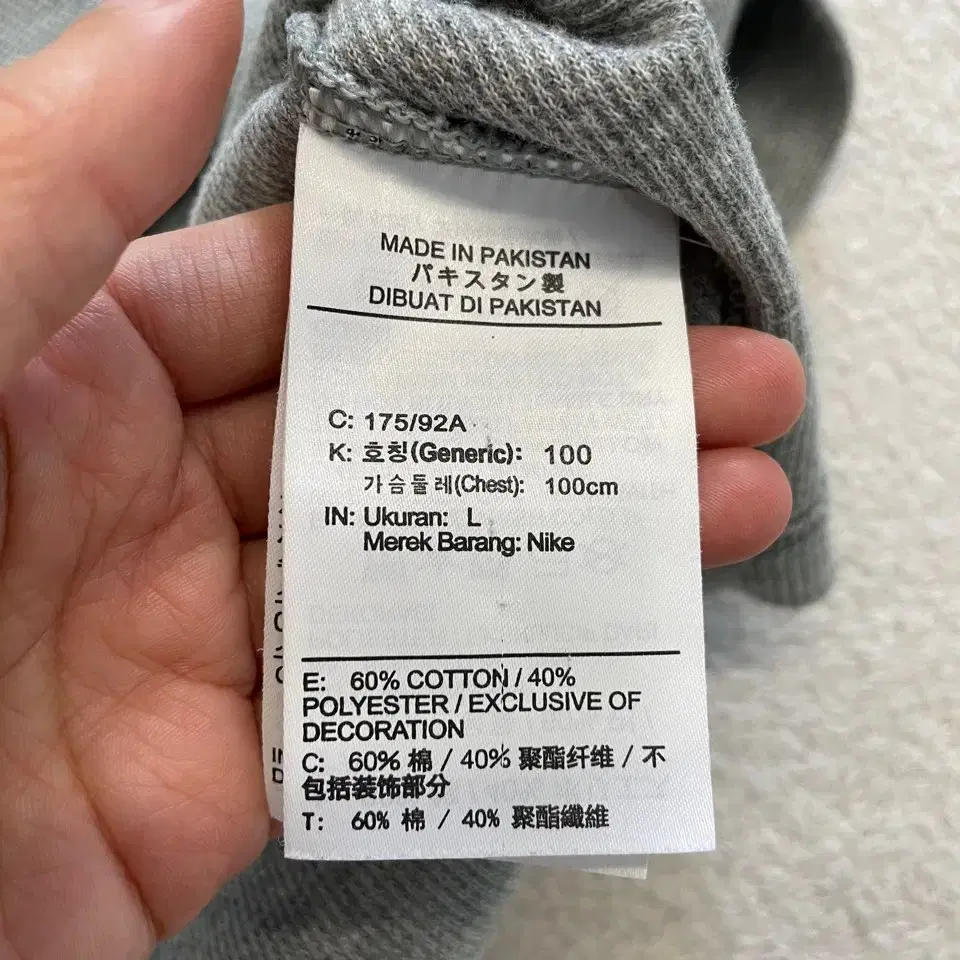 MADE IN PAKISTAN
パキスタン製
DIBUAT DI PAKISTAN
C: 175/92A
K: 호칭(Generic): 100
가슴둘레(Chest): 100cm
IN: Ukuran: L
Merek Barang: Nike
E: 60% COTTON / 40%
POLYESTER / EXCLUSIVE OF
DECORATION
C: 60% 棉 / 40% 聚酯纤维 / 不
包括装饰部分
T: 60% 棉 / 40% 聚酯纖維